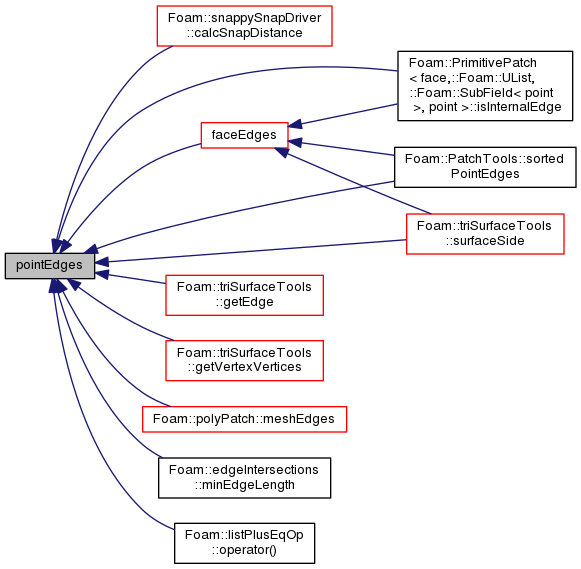 Foam::snappySnapDriver
::calcSnapDistance
Foam::PrimitivePatch
< face,::Foam::UList,
::Foam::SubField< point
>, point >::isInternalEdge
faceEdges
Foam::PatchTools::sorted
PointEdges
Foam::triSurfaceTools
::surfaceSide
pointEdges
Foam::triSurfaceTools
::getEdge
Foam::triSurfaceTools
::getVertexVertices
Foam::polyPatch::meshEdges
Foam::edgeIntersections
::minEdgeLength
Foam::listPlusEqOp
::operator()